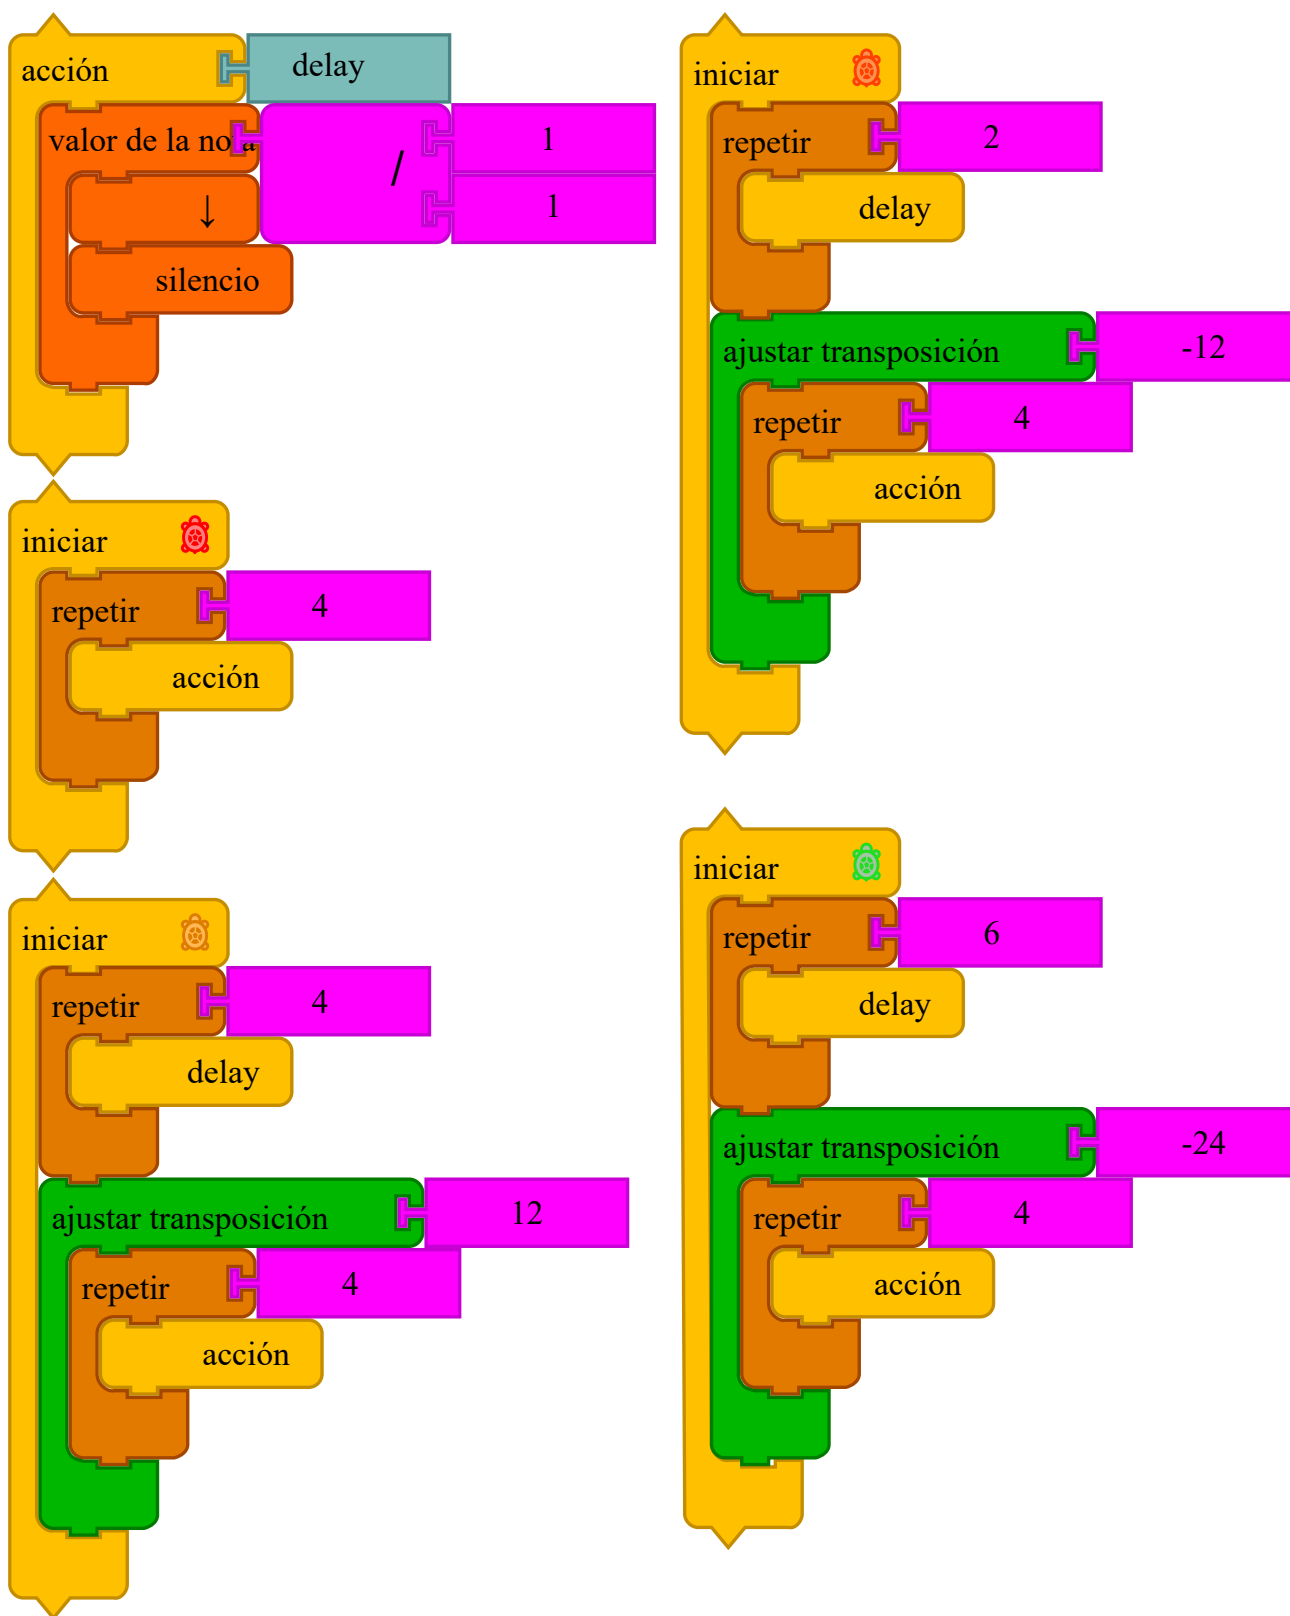 acción
delay
valor de la nota
/
1
1
↓
silencio
iniciar
repetir
4
acción
iniciar
repetir
4
delay
ajustar transposición
12
repetir
4
acción
iniciar
repetir
2
delay
ajustar transposición
-12
repetir
4
acción
iniciar
repetir
6
delay
ajustar transposición
-24
repetir
4
acción